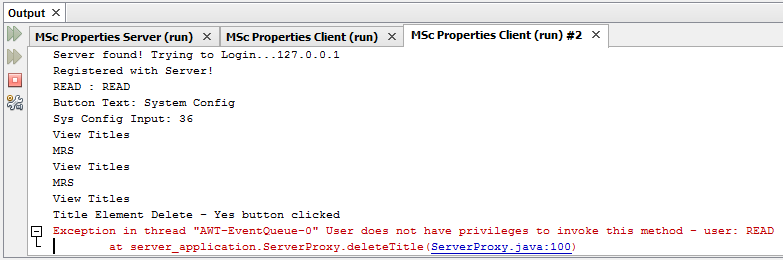 Output
MSc Properties Server (run) MSc Properties Client (run) MSc Properties Client (run) #2
Server found! Trying to Login...127.0.0.1
Registered with Server!
READ : READ
Button Text: System Config
Sys Config Input: 36
View Titles
MRS
View Titles
MRS
View Titles
Title Element Delete - Yes button clicked
Exception in thread "AWT-EventQueue-0" User does not have privileges to invoke this method - user: READ
at server_application.ServerProxy.deleteTitle(ServerProxy.java:100)